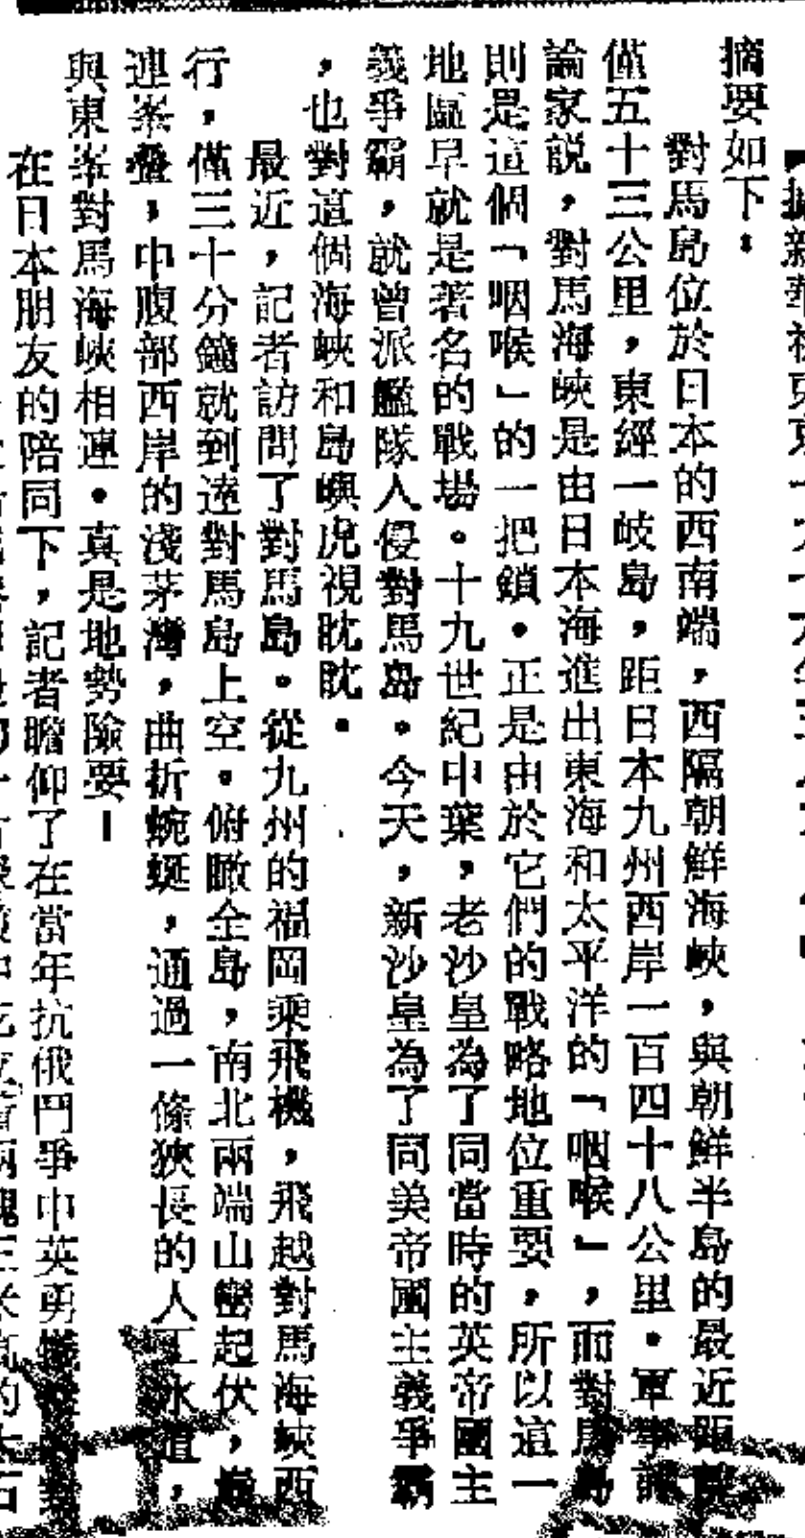 摘要如下：
對馬島位於日本的西南端，西隔朝鮮海峽，與朝鮮半島的最近距離
僅五十三公里，東經一岐島，距日本九州西岸一百四十八公里。軍事評
論家説，對馬海峽是由日本海進出東海和太平洋的「咽喉」，而對馬島
則是這個「咽喉」的一把鎖。正是由於它們的戰略地位重要，所以這一
地區早就是著名的戰場。十九世紀中葉，老沙皇為了同當時的英帝國主
義爭霸，就曾派艦隊人侵對馬島。今天，新沙皇為了同美帝國主義爭霸
，也對這個海峽和島嶼虎視眈眈。
最近，記者訪問了對馬島。從九州的福岡乘飛機，飛越對馬海峽西
行，僅三十分鐘就到達對馬島上空。俯瞰全島，南北兩端山巒起伏，
連峯疊，中腹部西岸的淺茅灣，曲折蜿蜒，通過一條狹長的人工水道，
與東岸對馬海峽相連。真是地勢險要！
在日本朋友的陪同下，記者瞻仰了在當年抗俄鬥爭中英勇